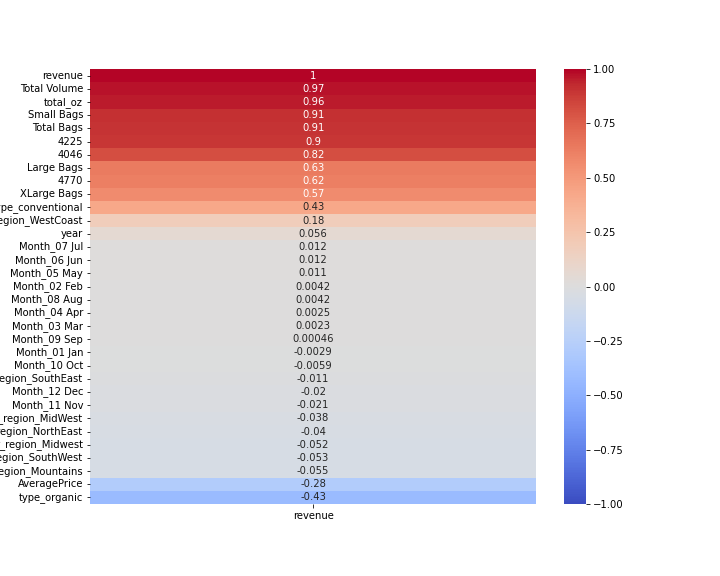 revenue 1
Total Volume 0.97
total_oz 0.96
Small Bags 0.91
Total Bags 0.91
4225 0.9
4046 0.82
Large Bags 0.63
4770 0.62
XLarge Bags 0.57
ype_conventional 0.43
egion_WestCoast 0.18
year 0.056
Month_07 Jul 0.012
Month_06 Jun 0.012
Month_05 May 0.011
Month_02 Feb 0.0042
Month_08 Aug 0.0042
Month_04 Apr 0.0025
Month_03 Mar 0.0023
Month_09 Sep 0.00046
Month_01 Jan -0.0029
Month_10 Oct -0.0059
egion_SouthEast -0.011
Month_12 Dec -0.02
Month_11 Nov -0.021
_region_MidWest -0.038
egion_NorthEast -0.04
_region_Midwest -0.052
egion_SouthWest -0.053
egion_Mountains -0.055
AveragePrice -0.28
type_organic -0.43
revenue
1.00
0.75
0.50
0.25
0.00
−0.25
−0.50
−0.75
−1.00